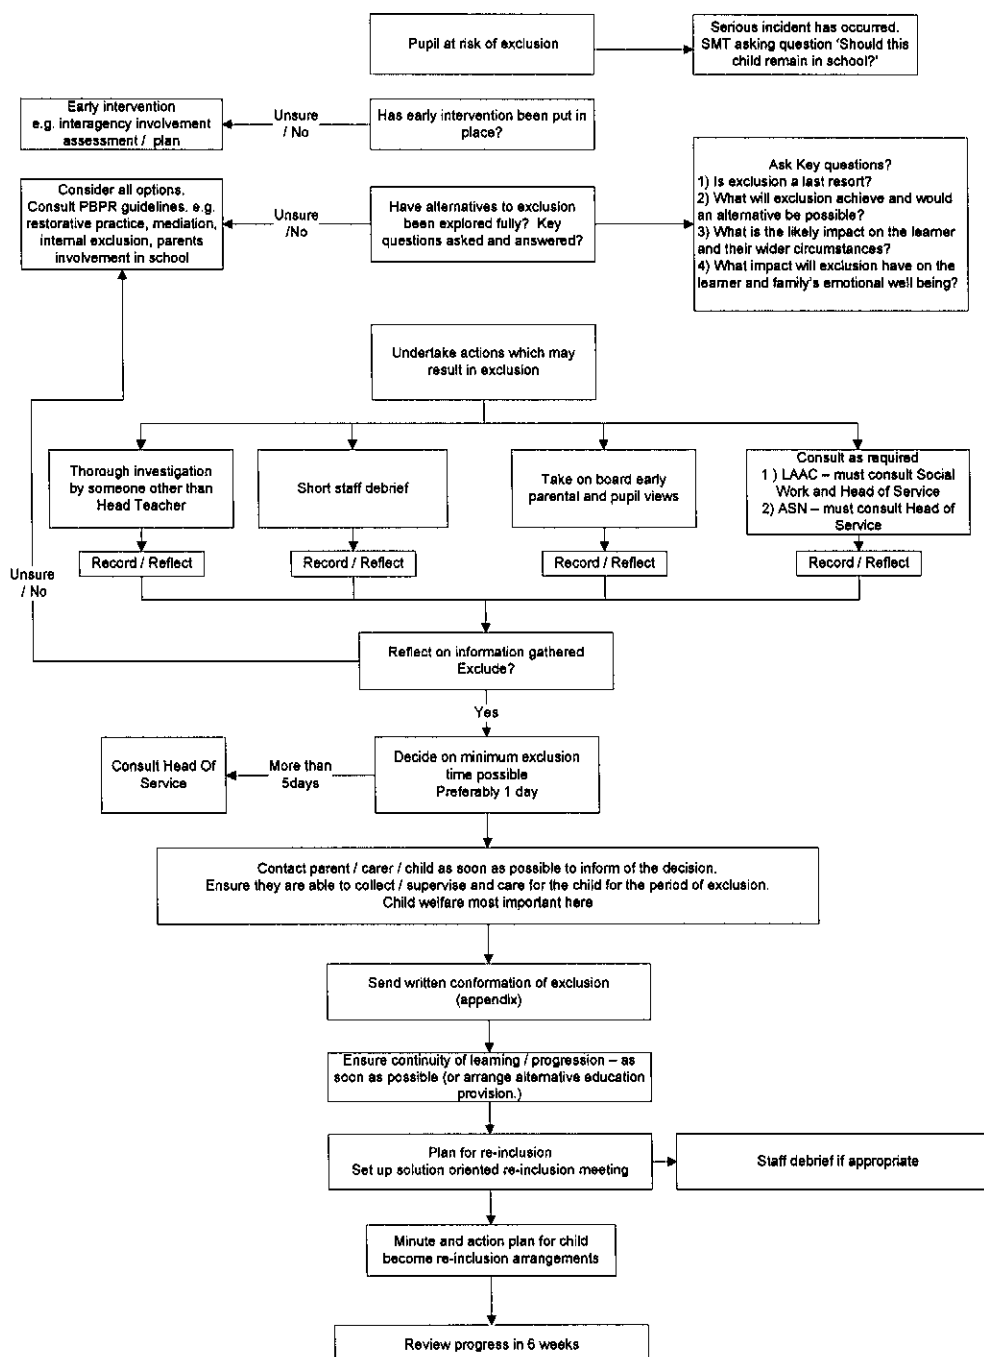 Pupil at risk of exclusion
Serious incident has occurred.
SMT asking question 'Should this
child remain in school?'
Early intervention
e.g. interagency involvement
assessment / plan
Unsure
/ No
Has early intervention been put in
place?
Consider all options.
Consult PBPR guidelines. e.g.
restorative practice, mediation,
internal exclusion, parents
involvement in school
Unsure
/No
Have alternatives to exclusion
been explored fully? Key
questions asked and answered?
Ask Key questions?
1) Is exclusion a last resort?
2) What will exclusion achieve and would
an alternative be possible?
3) What is the likely impact on the learner
and their wider circumstances?
4) What impact will exclusion have on the
learner and family's emotional well being?
Undertake actions which may
result in exclusion
Thorough investigation
by someone other than
Head Teacher
Short staff debrief
Take on board early
parental and pupil views
Consult as required
1 ) LAAC – must consult Social
Work and Head of Service
2) ASN – must consult Head of
Service
Record / Reflect
Record / Reflect
Record / Reflect
Record / Reflect
Unsure
/ No
Reflect on information gathered
Exclude?
Yes
Consult Head Of
Service
More than
5days
Decide on minimum exclusion
time possible
Preferably 1 day
Contact parent / carer / child as soon as possible to inform of the decision.
Ensure they are able to collect / supervise and care for the child for the period of exclusion.
Child welfare most important here
Send written conformation of exclusion
(appendix)
Ensure continuity of learning / progression – as
soon as possible (or arrange alternative education
provision.)
Plan for re-inclusion
Set up solution oriented re-inclusion meeting
Staff debrief if appropriate
Minute and action plan for child
become re-inclusion arrangements
Review progress in 6 weeks